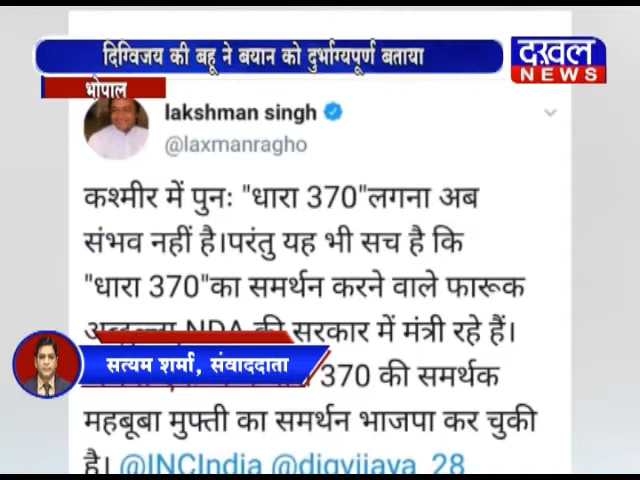 दिग्विजय की बहू ने बयान को दुर्भाग्यपूर्ण बताया
दख़ल
NEWS
भोपाल
lakshman singh
@laxmanragho
कश्मीर में पुनः "धारा 370"लगना अब
संभव नहीं है।परंतु यह भी सच है कि
"धारा 370"का समर्थन करने वाले फारूक
अब्दुल्ला NDA की सरकार में मंत्री रहे हैं।
सत्यम शर्मा, संवाददाता
370 की समर्थक
महबूबा मुफ्ती का समर्थन भाजपा कर चुकी
है। @INCIndia @digvijaya_28